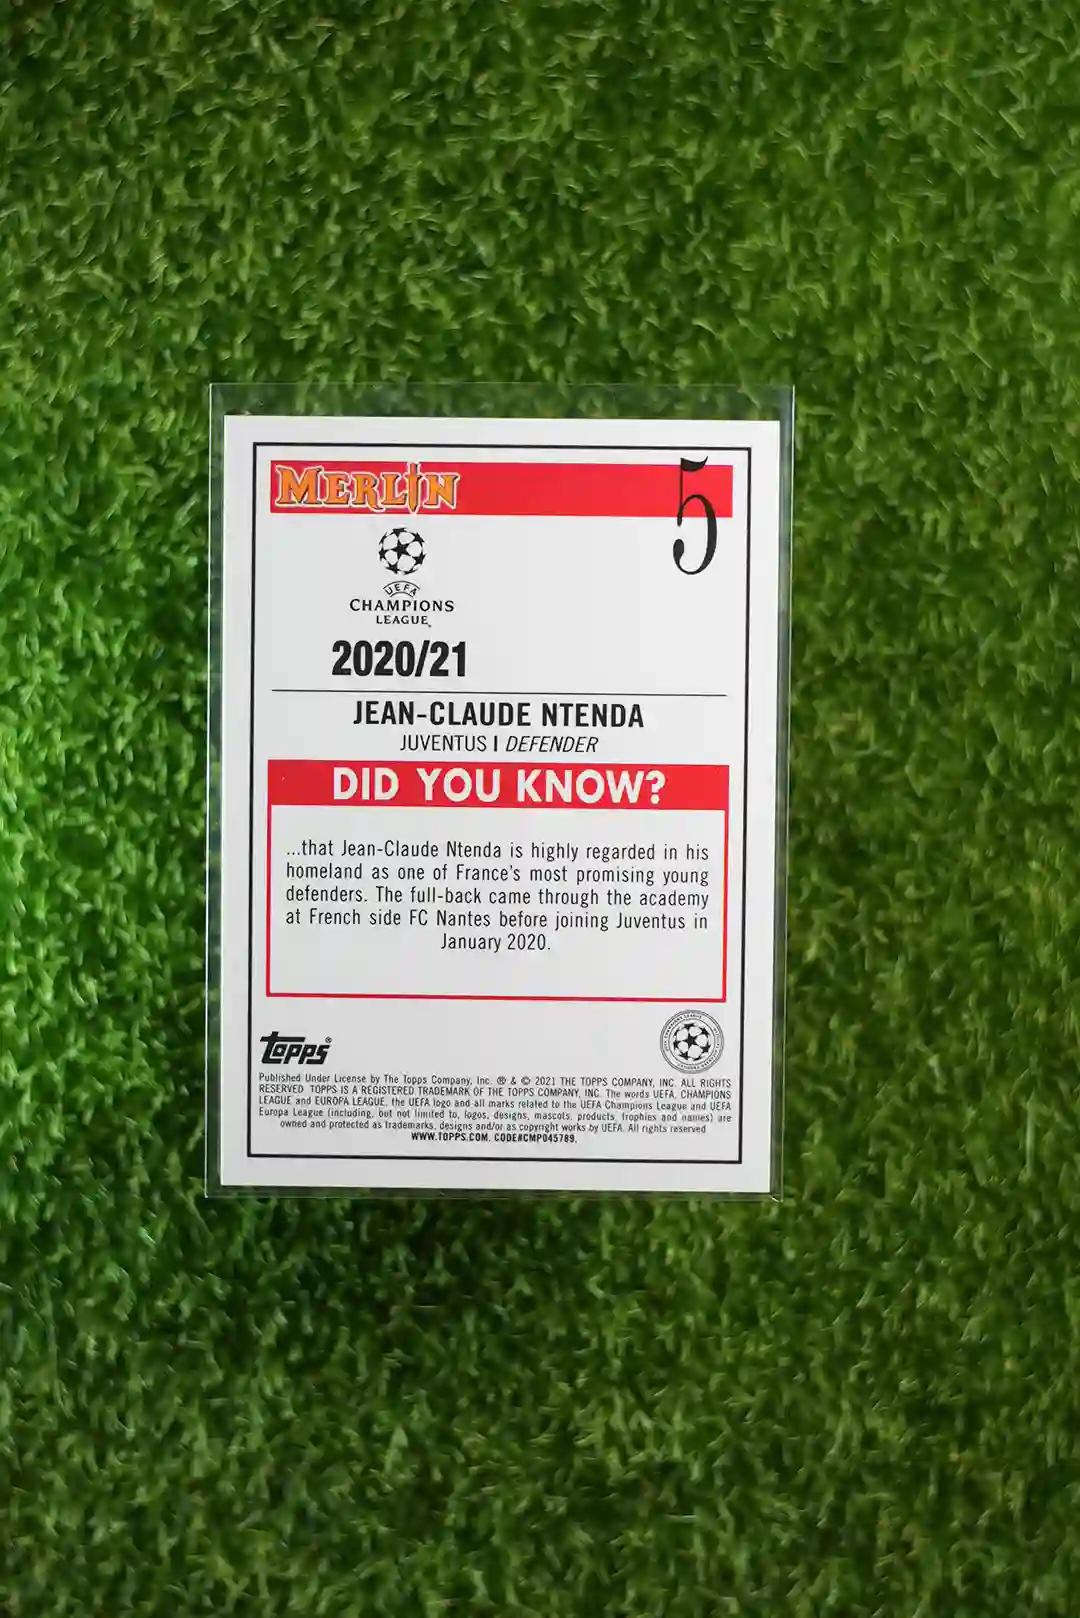 MERLIN
5
UEFA
CHAMPIONS
LEAGUE
2020/21
JEAN-CLAUDE NTENDA
JUVENTUS | DEFENDER
DID YOU KNOW?
...that Jean-Claude Ntenda is highly regarded in his
homeland as one of France's most promising young
defenders. The full-back came through the academy
at French side FC Nantes before joining Juventus in
January 2020.
topps®
Published Under License by The Topps Company, Inc. ® & © 2021 THE TOPPS COMPANY, INC. ALL RIGHTS
RESERVED TOPPS IS A REGISTERED TRADEMARK OF THE TOPPS COMPANY, INC. The words UEFA, CHAMPIONS
LEAGUE and EUROPA LEAGUE, the UEFA logo and all marks related to the UEFA Champions League and UEFA
Europa League (including, but not limited to, logos, designs, mascots, products, trophies and names) are
owned and protected as trademarks, designs and/or as copyright works by UEFA. All rights reserved
WWW.TOPPS.COM. CODE#CMP045789.